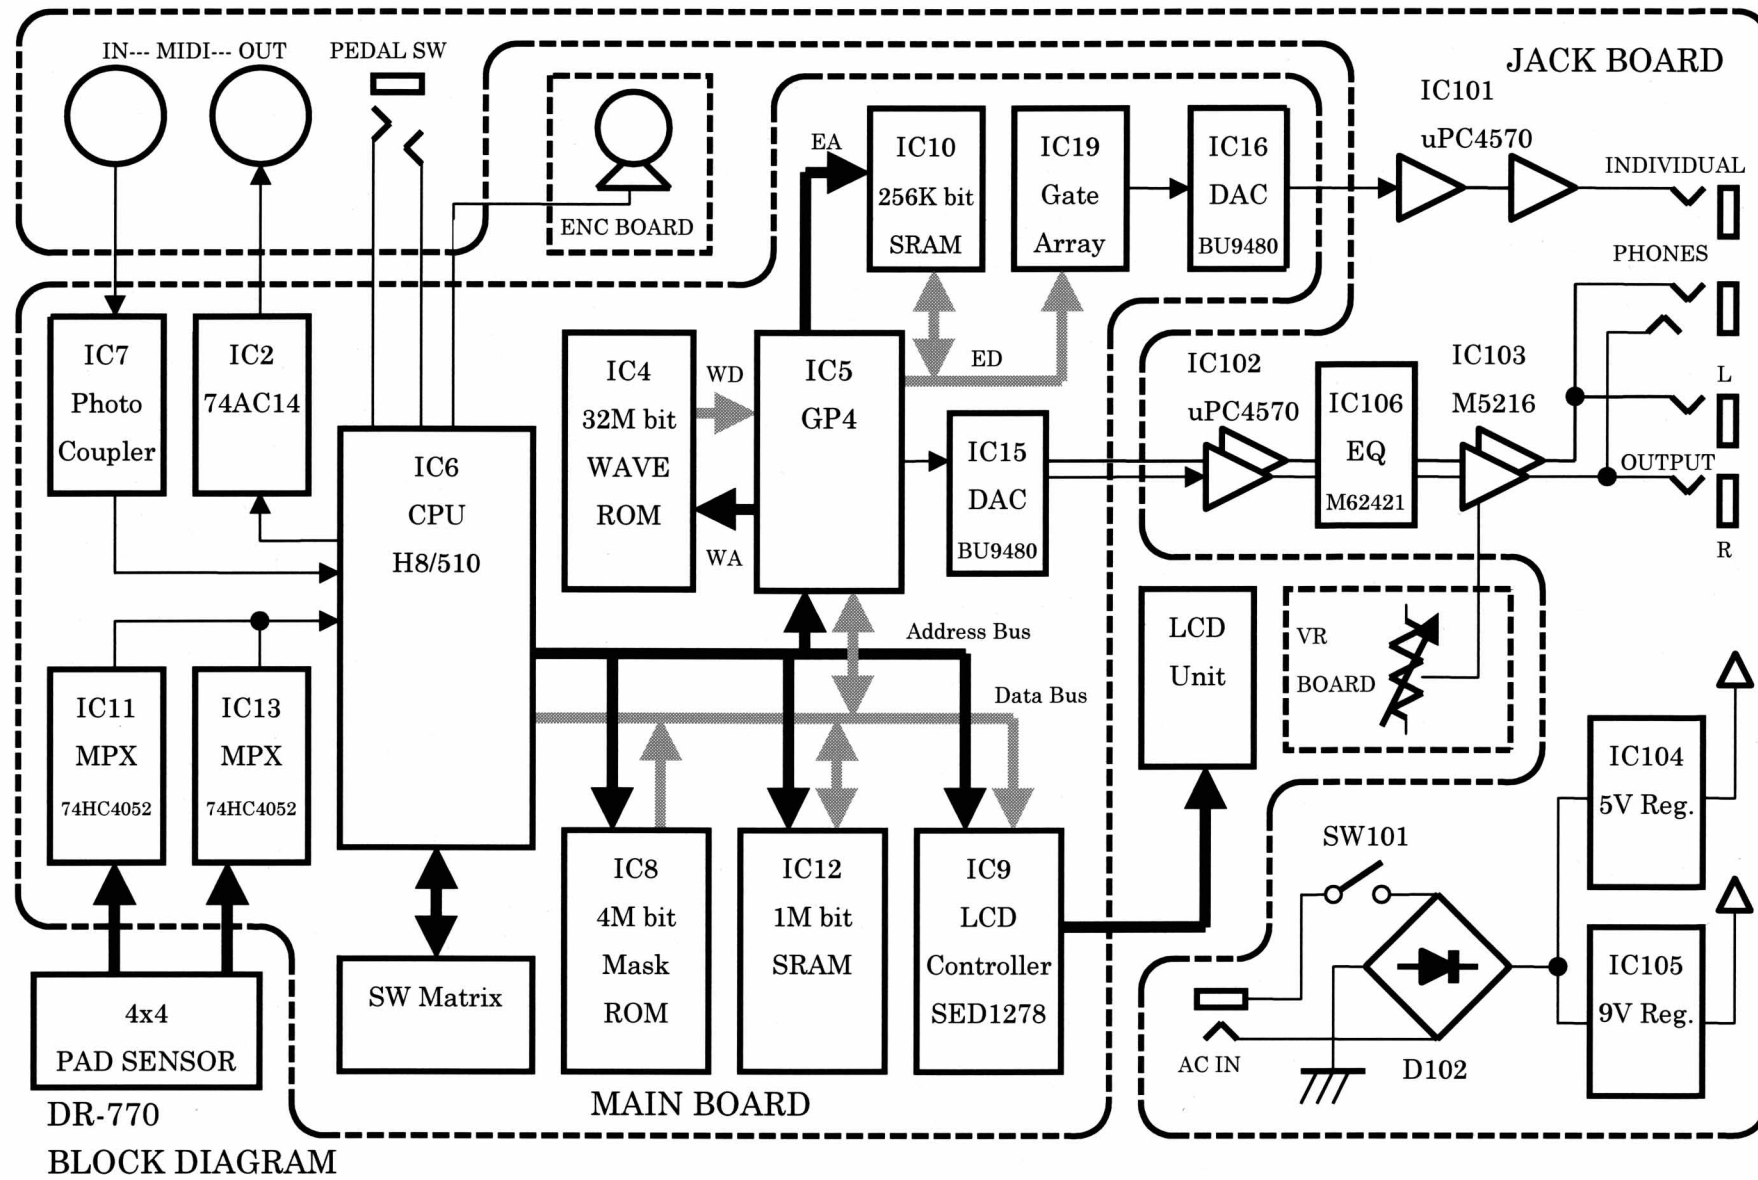 IN--- MIDI--- OUT
PEDAL SW
JACK BOARD
IC101
uPC4570
INDIVIDUAL
PHONES
ENC BOARD
EA
IC10
256K bit
SRAM
IC19
Gate
Array
IC16
DAC
BU9480
IC7
Photo
Coupler
IC2
74AC14
IC6
CPU
H8/510
IC4
32M bit
WAVE
ROM
WD
WA
IC5
GP4
ED
IC15
DAC
BU9480
IC102
uPC4570
IC106
EQ
M62421
IC103
M5216
L
OUTPUT
R
Address Bus
Data Bus
LCD
Unit
VR
BOARD
IC11
MPX
74HC4052
IC13
MPX
74HC4052
IC8
4M bit
Mask
ROM
IC12
1M bit
SRAM
IC9
LCD
Controller
SED1278
IC104
5V Reg.
SW101
IC105
9V Reg.
AC IN
D102
SW Matrix
4x4
PAD SENSOR
MAIN BOARD
DR-770
BLOCK DIAGRAM